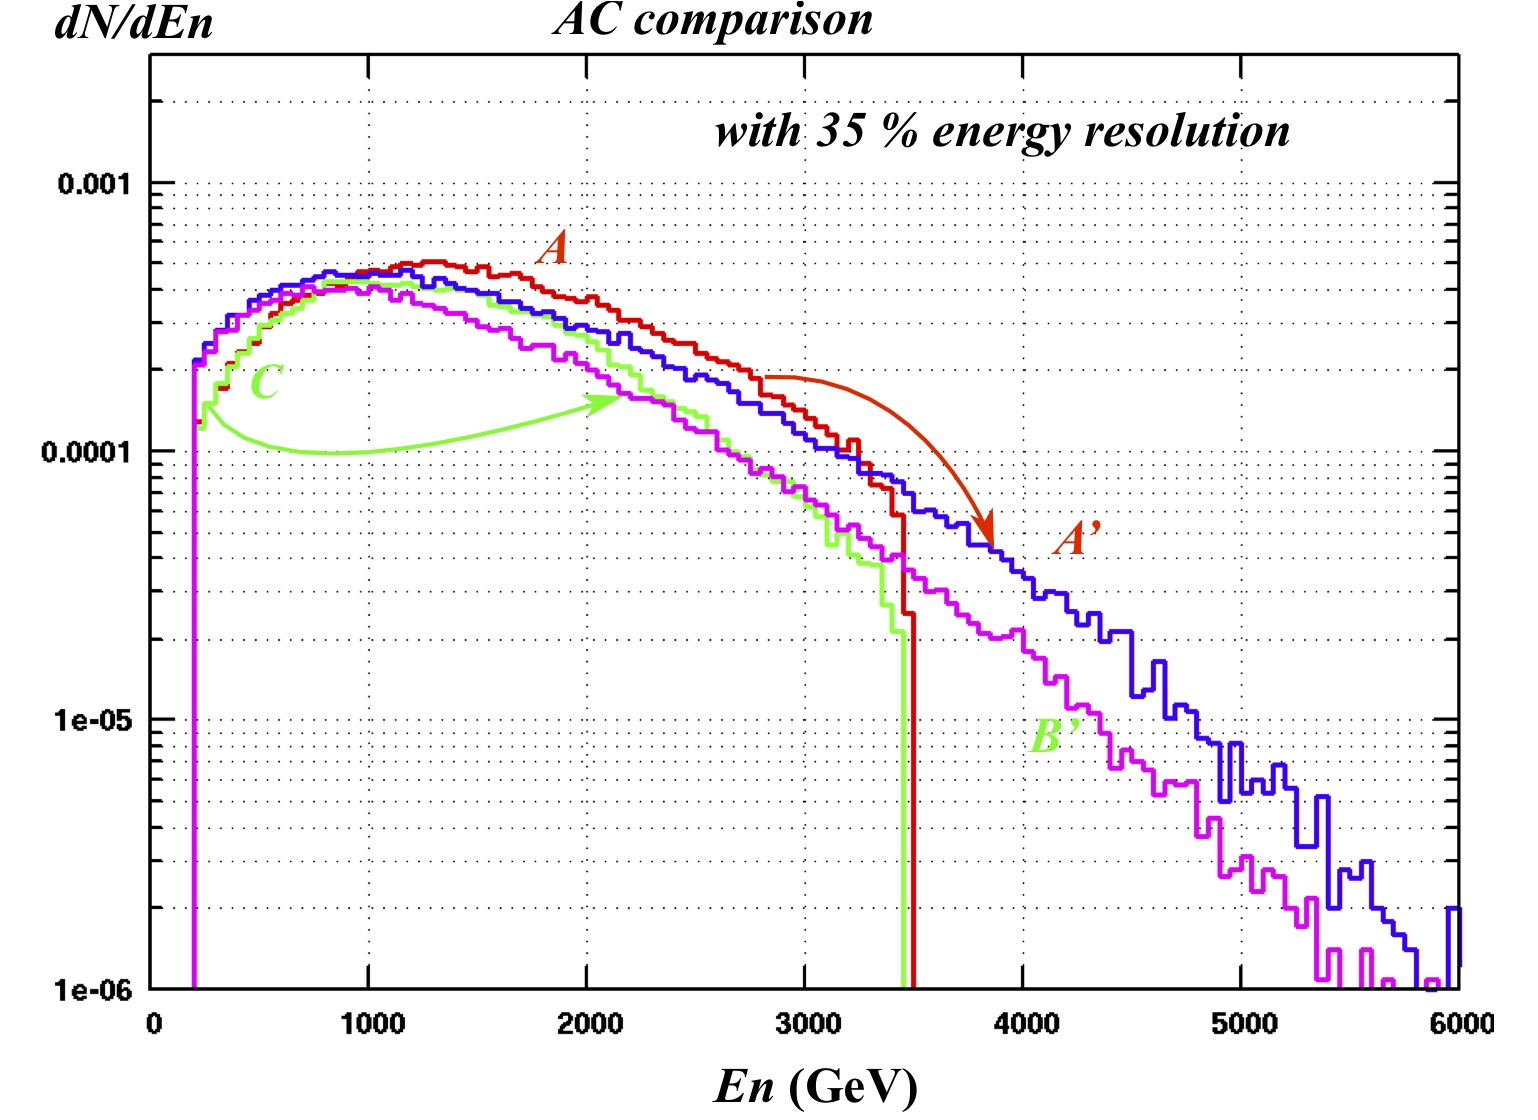 dN/dEn
AC comparison
with 35 % energy resolution
0.001
A
C
0.0001
A’
1e-05
B’
1e-06
0 1000 2000 3000 4000 5000 6000
En (GeV)